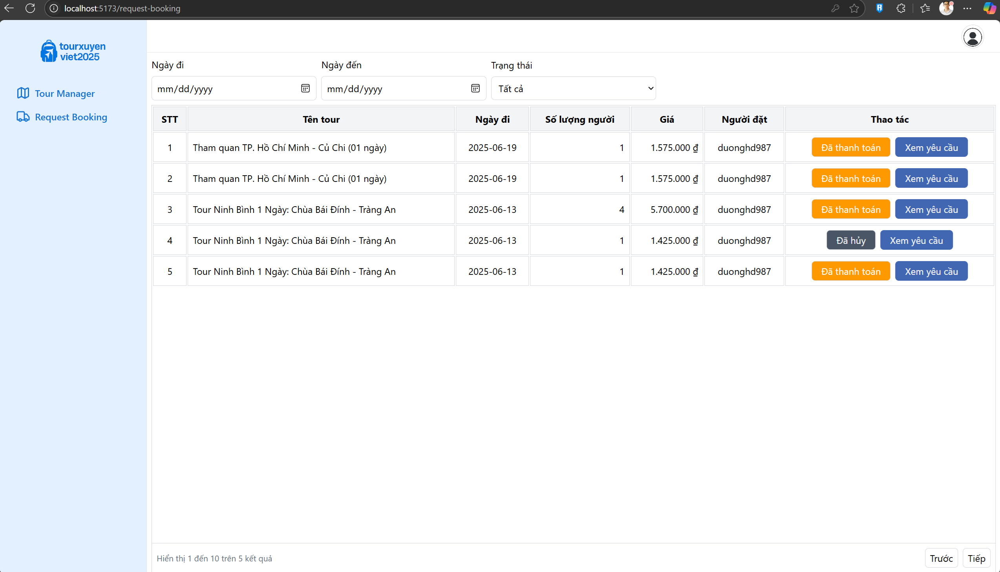 localhost:5173/request-booking
tourxuyen
viet2025
Tour Manager
Request Booking
Ngày đi Ngày đến Trạng thái
mm/dd/yyyy mm/dd/yyyy Tất cả
STT Tên tour Ngày đi Số lượng người Giá Người đặt Thao tác
1 Tham quan TP. Hồ Chí Minh - Củ Chi (01 ngày) 2025-06-19 1 1.575.000 ₫ duonghd987 Đã thanh toán Xem yêu cầu
2 Tham quan TP. Hồ Chí Minh - Củ Chi (01 ngày) 2025-06-19 1 1.575.000 ₫ duonghd987 Đã thanh toán Xem yêu cầu
3 Tour Ninh Bình 1 Ngày: Chùa Bái Đính - Tràng An 2025-06-13 4 5.700.000 ₫ duonghd987 Đã thanh toán Xem yêu cầu
4 Tour Ninh Bình 1 Ngày: Chùa Bái Đính - Tràng An 2025-06-13 1 1.425.000 ₫ duonghd987 Đã hủy Xem yêu cầu
5 Tour Ninh Bình 1 Ngày: Chùa Bái Đính - Tràng An 2025-06-13 1 1.425.000 ₫ duonghd987 Đã thanh toán Xem yêu cầu
Hiển thị 1 đến 10 trên 5 kết quả Trước Tiếp